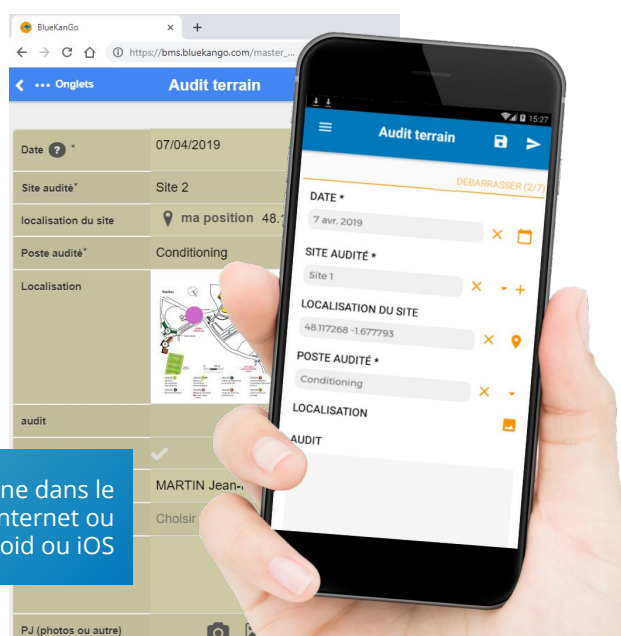 BlueKanGo
https://bms.bluekango.com/master_...
Onglets
Audit terrain
Date ? *
07/04/2019
Site audité*
Site 2
localisation du site
ma position 48.
Poste audité*
Conditioning
Localisation
audit
MARTIN
Choisir
PJ (photos ou autre)
ne dans le
nternet ou
oid ou iOS
15:27
Audit terrain
DEBARRASSER (2/7)
DATE *
7 avr. 2019
SITE AUDITÉ *
Site 1
LOCALISATION DU SITE
48.117268 -1.677793
POSTE AUDITÉ *
Conditioning
LOCALISATION
AUDIT